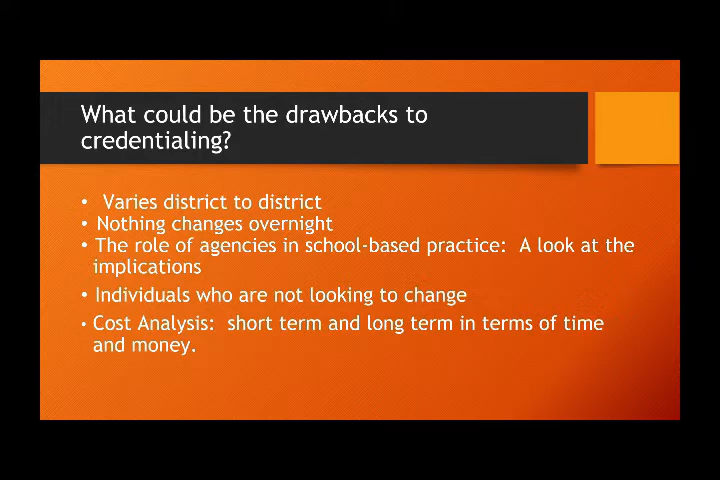 What could be the drawbacks to
credentialing?
• Varies district to district
• Nothing changes overnight
• The role of agencies in school-based practice: A look at the
implications
• Individuals who are not looking to change
• Cost Analysis: short term and long term in terms of time
and money.